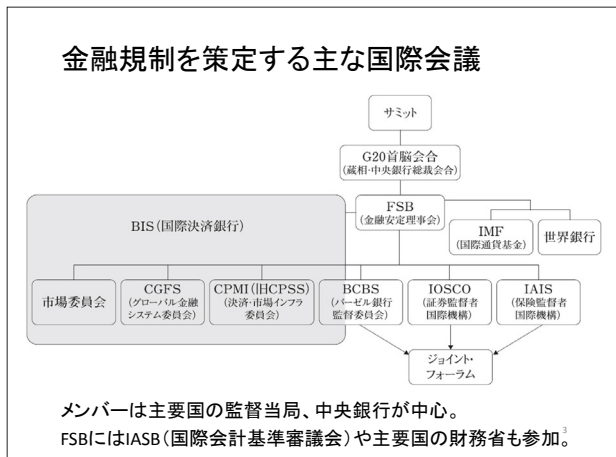 金融規制を策定する主な国際会議
サミット
G20首脳会合
(蔵相・中央銀行総裁会合)
BIS(国際決済銀行)
FSB
(金融安定理事会)
IMF
(国際通貨基金)
世界銀行
市場委員会
CGFS
(グローバル金融
システム委員会)
CPMI(旧CPSS)
(決済・市場インフラ
委員会)
BCBS
(バーゼル銀行
監督委員会)
IOSCO
(証券監督者
国際機構)
IAIS
(保険監督者
国際機構)
ジョイント・
フォーラム
メンバーは主要国の監督当局、中央銀行が中心。
FSBにはIASB(国際会計基準審議会)や主要国の財務省も参加。
3